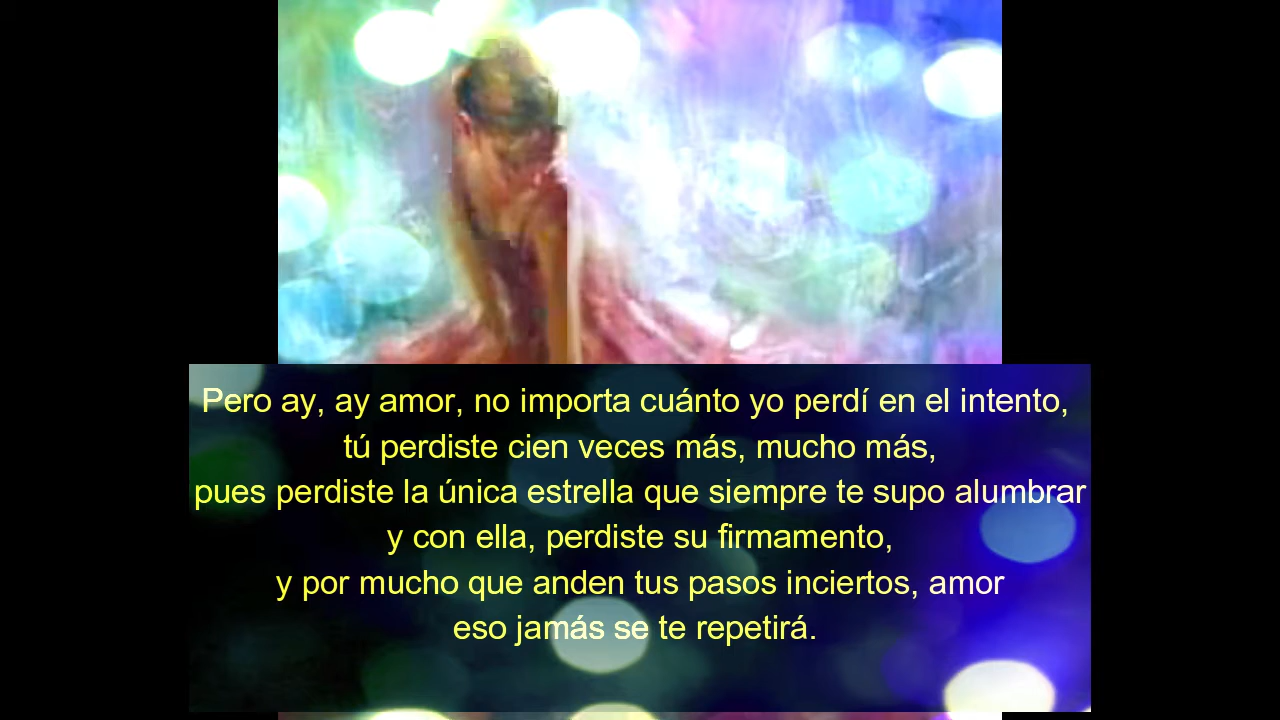 Pero ay, ay amor, no importa cuánto yo perdí en el intento,
tú perdiste cien veces más, mucho más,
pues perdiste la única estrella que siempre te supo alumbrar
y con ella, perdiste su firmamento,
y por mucho que anden tus pasos inciertos, amor
eso jamás se te repetirá.